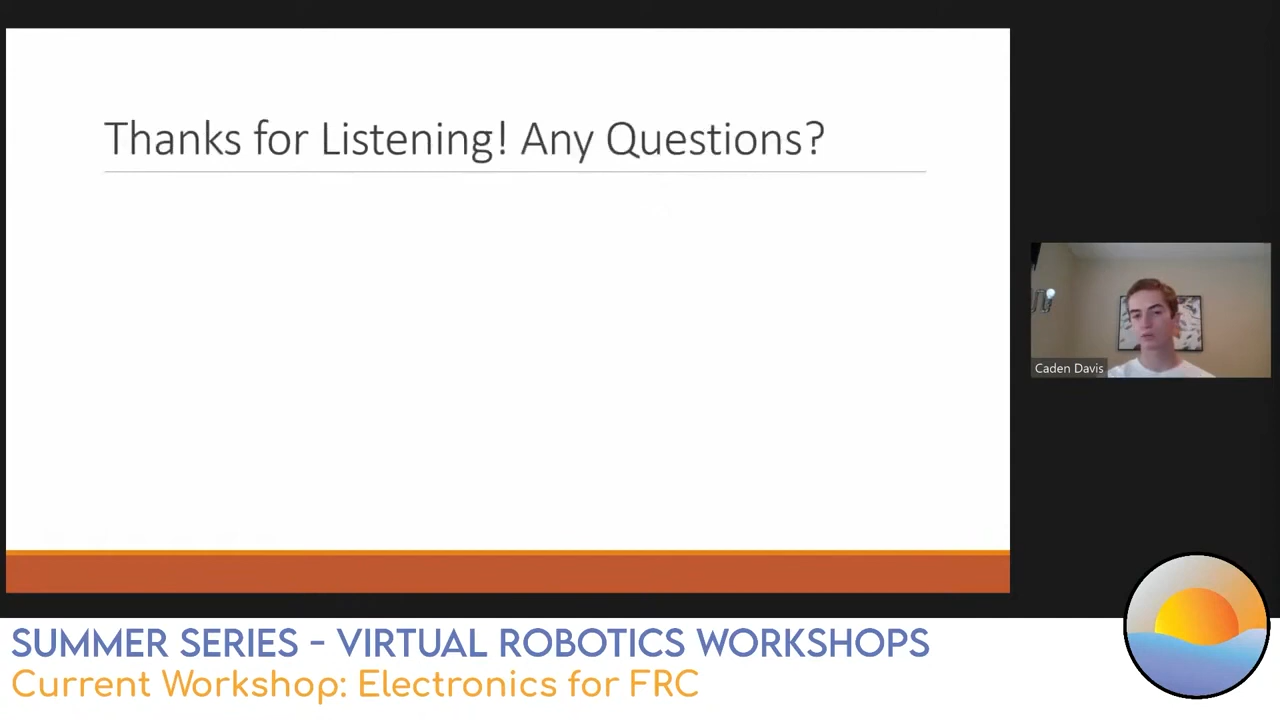 Thanks for Listening! Any Questions?
Caden Davis
SUMMER SERIES - VIRTUAL ROBOTICS WORKSHOPS
Current Workshop: Electronics for FRC